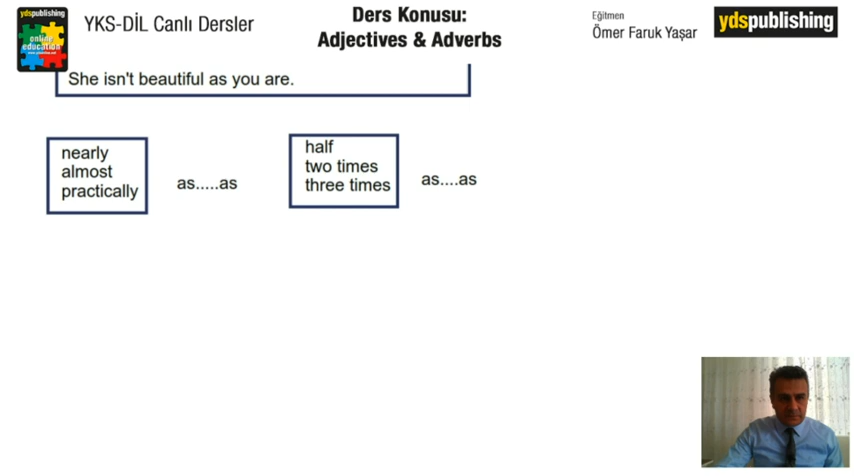 ydspublishing
online
education
YKS-DİL Canlı Dersler
Ders Konusu:
Adjectives & Adverbs
Eğitmen
Ömer Faruk Yaşar
ydspublishing
She isn't beautiful as you are.
nearly
almost
practically
as.....as
half
two times
three times
as....as